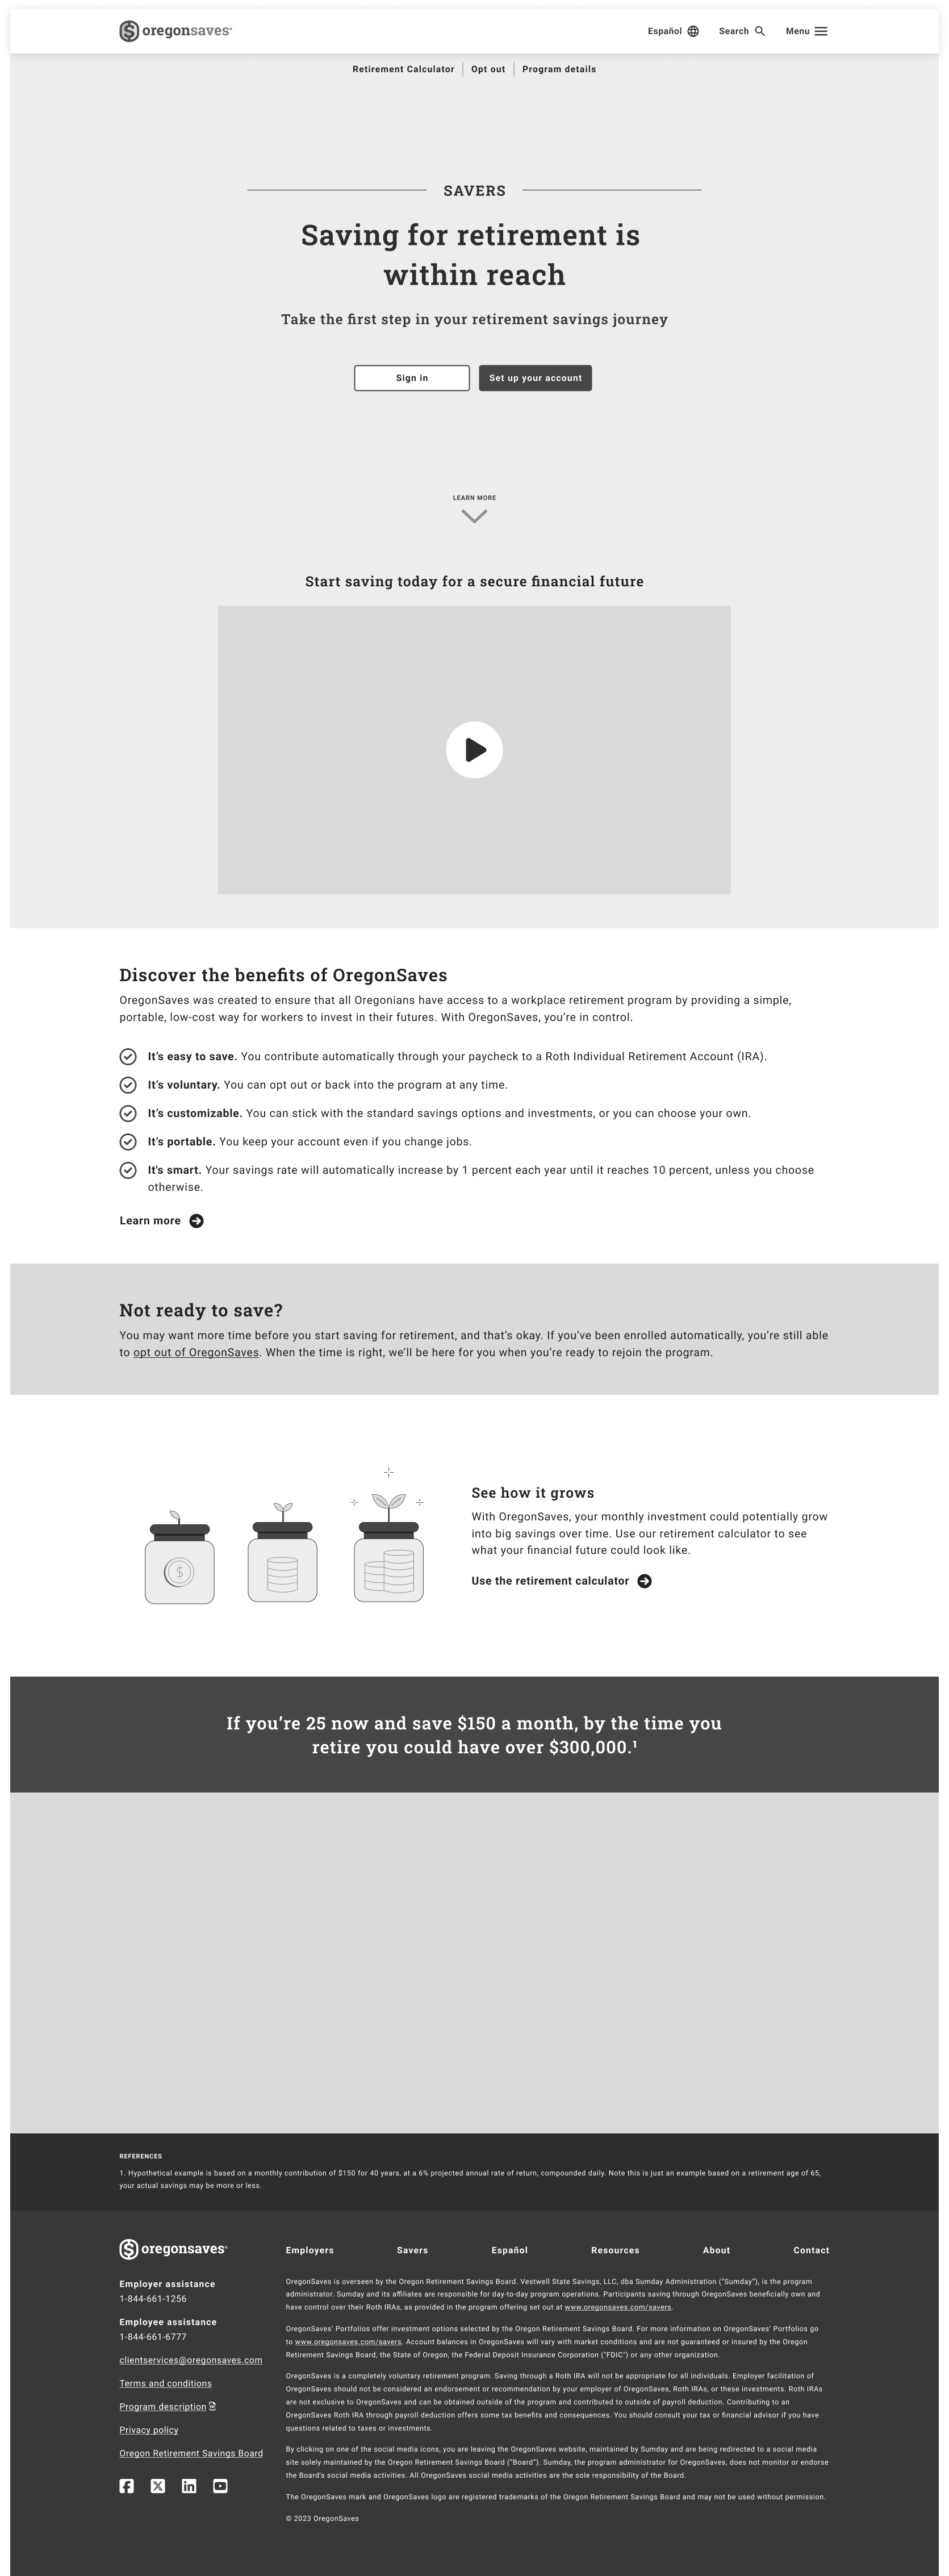 oregonsaves®
Español
Search
Menu
Retirement Calculator
Opt out
Program details
SAVERS
Saving for retirement is
within reach
Take the first step in your retirement savings journey
Sign in
Set up your account
LEARN MORE
Start saving today for a secure financial future
Discover the benefits of OregonSaves
OregonSaves was created to ensure that all Oregonians have access to a workplace retirement program by providing a simple,
portable, low-cost way for workers to invest in their futures. With OregonSaves, you’re in control.
It’s easy to save. You contribute automatically through your paycheck to a Roth Individual Retirement Account (IRA).
It’s voluntary. You can opt out or back into the program at any time.
It’s customizable. You can stick with the standard savings options and investments, or you can choose your own.
It’s portable. You keep your account even if you change jobs.
It's smart. Your savings rate will automatically increase by 1 percent each year until it reaches 10 percent, unless you choose
otherwise.
Learn more
Not ready to save?
You may want more time before you start saving for retirement, and that’s okay. If you’ve been enrolled automatically, you’re still able
to opt out of OregonSaves. When the time is right, we’ll be here for you when you’re ready to rejoin the program.
$
See how it grows
With OregonSaves, your monthly investment could potentially grow
into big savings over time. Use our retirement calculator to see
what your financial future could look like.
Use the retirement calculator
If you’re 25 now and save $150 a month, by the time you
retire you could have over $300,000.¹
REFERENCES
1. Hypothetical example is based on a monthly contribution of $150 for 40 years, at a 6% projected annual rate of return, compounded daily. Note this is just an example based on a retirement age of 65,
your actual savings may be more or less.
oregonsaves®
Employer assistance
1-844-661-1256
Employee assistance
1-844-661-6777
clientservices@oregonsaves.com
Terms and conditions
Program description
Privacy policy
Oregon Retirement Savings Board
Employers
Savers
Español
Resources
About
Contact
OregonSaves is overseen by the Oregon Retirement Savings Board. Vestwell State Savings, LLC, dba Sumday Administration (“Sumday”), is the program
administrator. Sumday and its affiliates are responsible for day-to-day program operations. Participants saving through OregonSaves beneficially own and
have control over their Roth IRAs, as provided in the program offering set out at www.oregonsaves.com/savers.
OregonSaves’ Portfolios offer investment options selected by the Oregon Retirement Savings Board. For more information on OregonSaves’ Portfolios go
to www.oregonsaves.com/savers. Account balances in OregonSaves will vary with market conditions and are not guaranteed or insured by the Oregon
Retirement Savings Board, the State of Oregon, the Federal Deposit Insurance Corporation (“FDIC”) or any other organization.
OregonSaves is a completely voluntary retirement program. Saving through a Roth IRA will not be appropriate for all individuals. Employer facilitation of
OregonSaves should not be considered an endorsement or recommendation by your employer of OregonSaves, Roth IRAs, or these investments. Roth IRAs
are not exclusive to OregonSaves and can be obtained outside of the program and contributed to outside of payroll deduction. Contributing to an
OregonSaves Roth IRA through payroll deduction offers some tax benefits and consequences. You should consult your tax or financial advisor if you have
questions related to taxes or investments.
By clicking on one of the social media icons, you are leaving the OregonSaves website, maintained by Sumday and are being redirected to a social media
site solely maintained by the Oregon Retirement Savings Board (“Board”). Sumday, the program administrator for OregonSaves, does not monitor or endorse
the Board's social media activities. All OregonSaves social media activities are the sole responsibility of the Board.
The OregonSaves mark and OregonSaves logo are registered trademarks of the Oregon Retirement Savings Board and may not be used without permission.
© 2023 OregonSaves